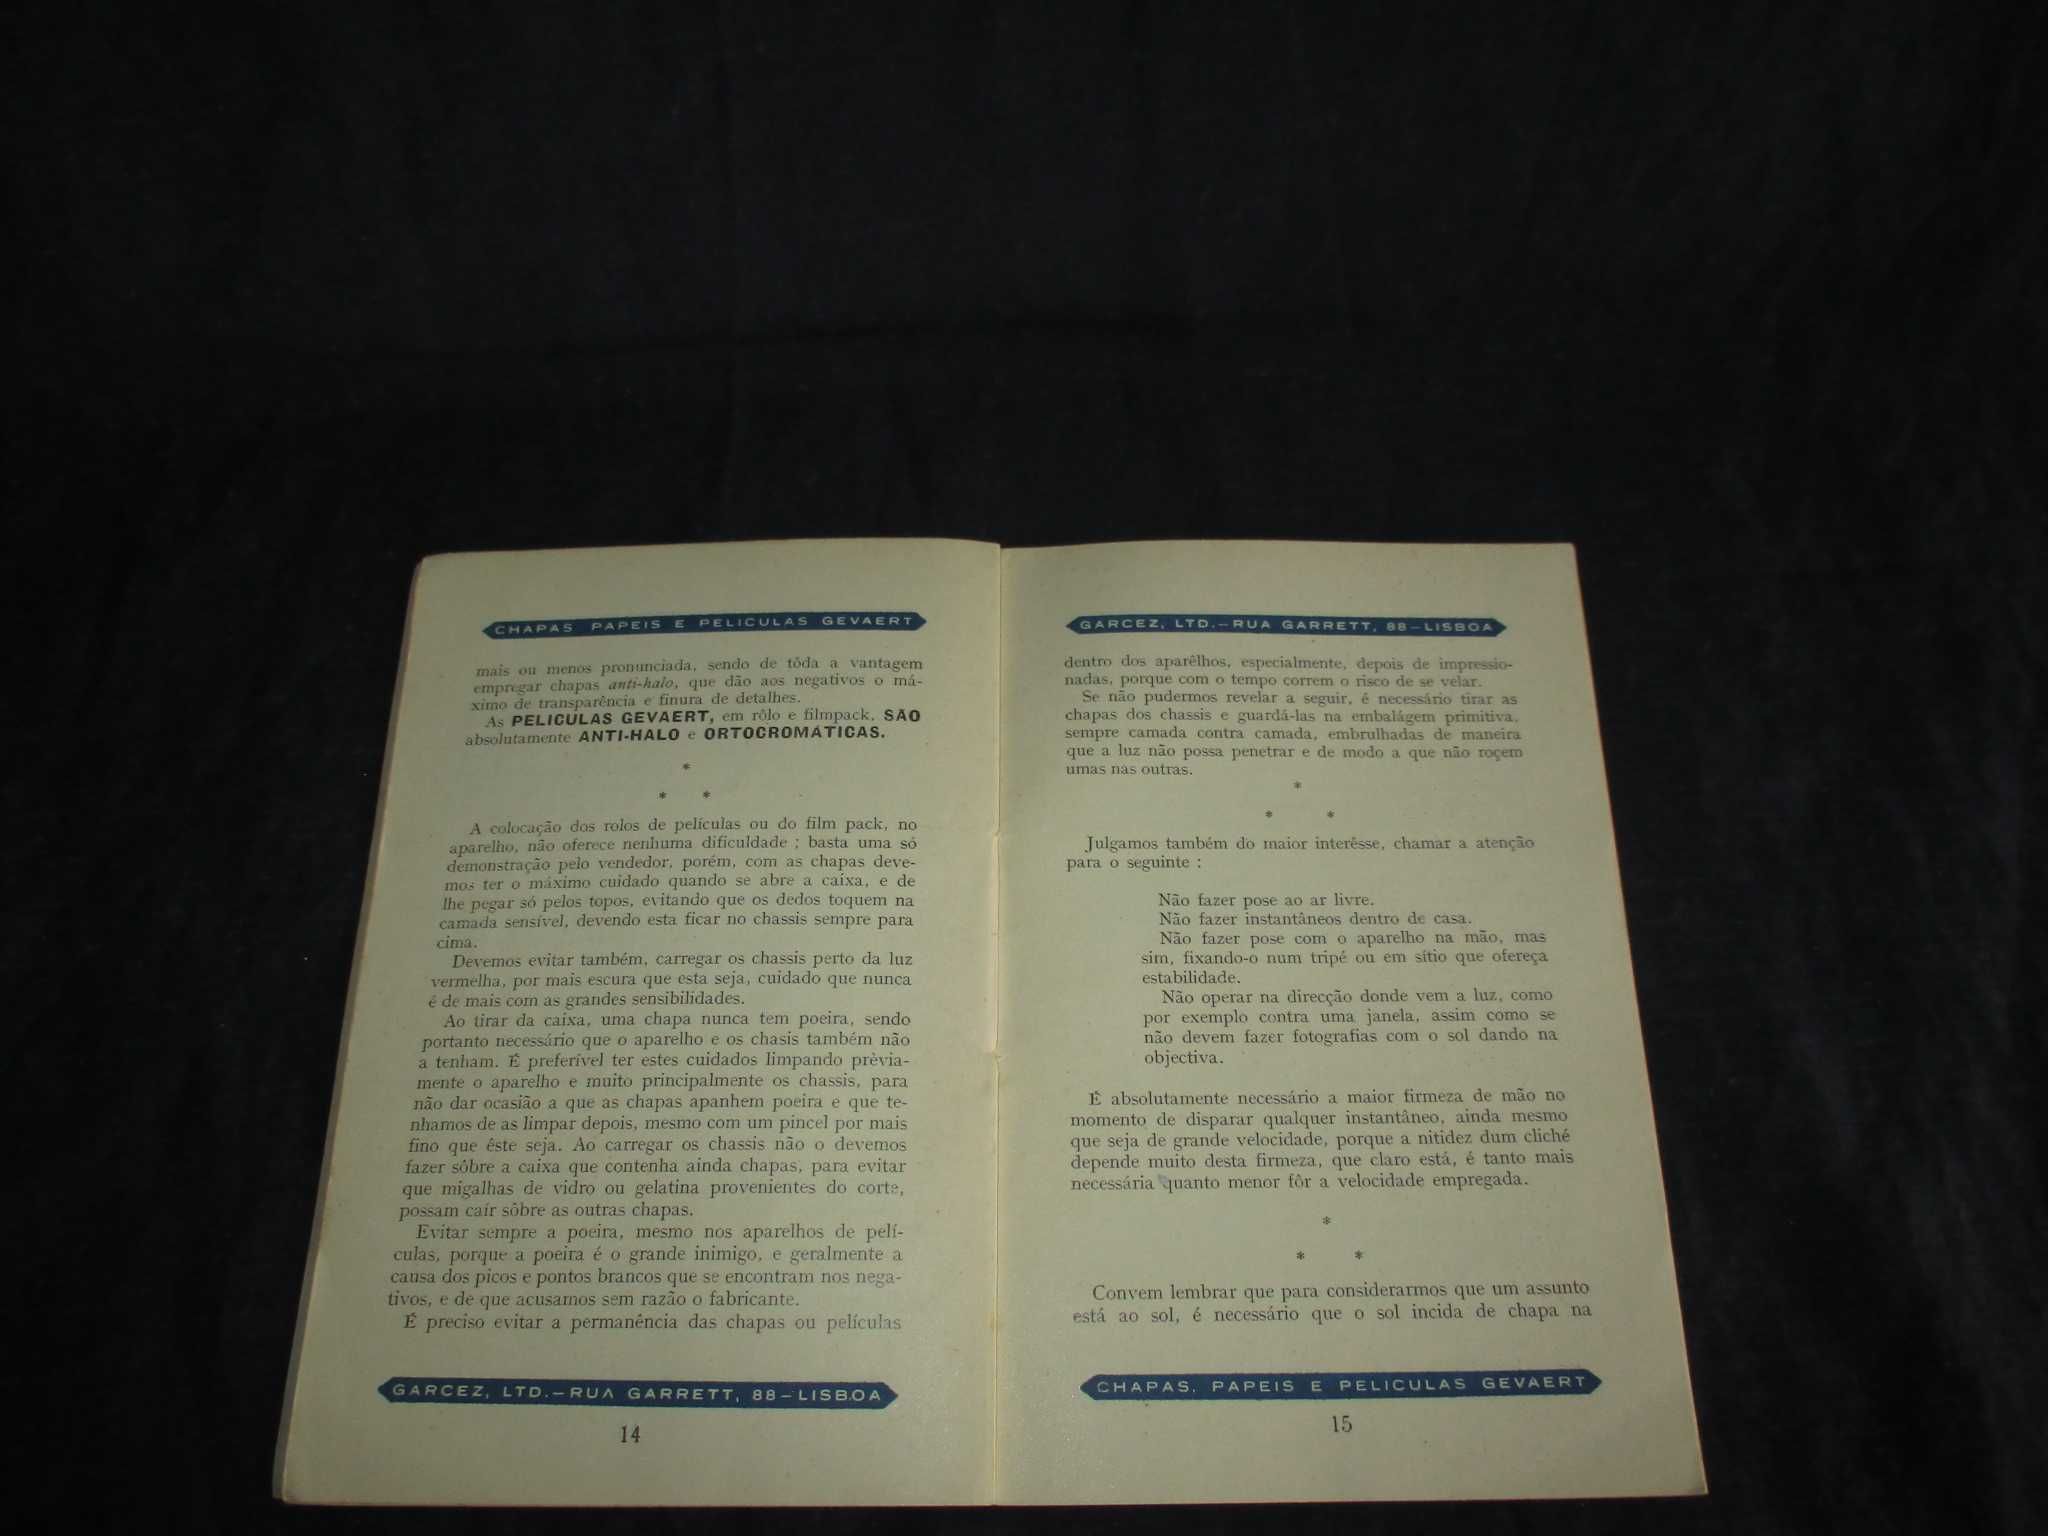 CHAPAS PAPEIS E PELICULAS GEVAERT
mais ou menos pronunciada, sendo de tôda a vantagem
empregar chapas anti-halo, que dão aos negativos o má-
ximo de transparência e finura de detalhes.
As PELICULAS GEVAERT, em rôlo e filmpack, SÃO
absolutamente ANTI-HALO e ORTOCROMÁTICAS.
*
* *
A colocação dos rolos de películas ou do film pack, no
aparelho, não oferece nenhuma dificuldade ; basta uma só
demonstração pelo vendedor, porém, com as chapas deve-
mos ter o máximo cuidado quando se abre a caixa, e de
lhe pegar só pelos topos, evitando que os dedos toquem na
camada sensível, devendo esta ficar no chassis sempre para
cima.
Devemos evitar também, carregar os chassis perto da luz
vermelha, por mais escura que esta seja, cuidado que nunca
é de mais com as grandes sensibilidades.
Ao tirar da caixa, uma chapa nunca tem poeira, sendo
portanto necessário que o aparelho e os chasis também não
a tenham. É preferível ter estes cuidados limpando prèvia-
mente o aparelho e muito principalmente os chassis, para
não dar ocasião a que as chapas apanhem poeira e que te-
nhamos de as limpar depois, mesmo com um pincel por mais
fino que êste seja. Ao carregar os chassis não o devemos
fazer sôbre a caixa que contenha ainda chapas, para evitar
que migalhas de vidro ou gelatina provenientes do corte,
possam caír sôbre as outras chapas.
Evitar sempre a poeira, mesmo nos aparelhos de pelí-
culas, porque a poeira é o grande inimigo, e geralmente a
causa dos picos e pontos brancos que se encontram nos nega-
tivos, e de que acusamos sem razão o fabricante.
É preciso evitar a permanência das chapas ou películas
GARCEZ, LTD.—RUA GARRETT, 88—LISBOA
14
GARCEZ, LTD.—RUA GARRETT, 88—LISBOA
dentro dos aparêlhos, especialmente, depois de impressio-
nadas, porque com o tempo correm o risco de se velar.
Se não pudermos revelar a seguir, é necessário tirar as
chapas dos chassis e guardá-las na embalágem primitiva,
sempre camada contra camada, embrulhadas de maneira
que a luz não possa penetrar e de modo a que não roçem
umas nas outras.
*
* *
Julgamos também do maior interêsse, chamar a atenção
para o seguinte :
Não fazer pose ao ar livre.
Não fazer instantâneos dentro de casa.
Não fazer pose com o aparelho na mão, mas
sim, fixando-o num tripé ou em sítio que ofereça
estabilidade.
Não operar na direcção donde vem a luz, como
por exemplo contra uma janela, assim como se
não devem fazer fotografias com o sol dando na
objectiva.
É absolutamente necessário a maior firmeza de mão no
momento de disparar qualquer instantâneo, ainda mesmo
que seja de grande velocidade, porque a nitidez dum cliché
depende muito desta firmeza, que claro está, é tanto mais
necessária quanto menor fôr a velocidade empregada.
*
* *
Convem lembrar que para considerarmos que um assunto
está ao sol, é necessário que o sol incida de chapa na
CHAPAS, PAPEIS E PELICULAS GEVAERT
15